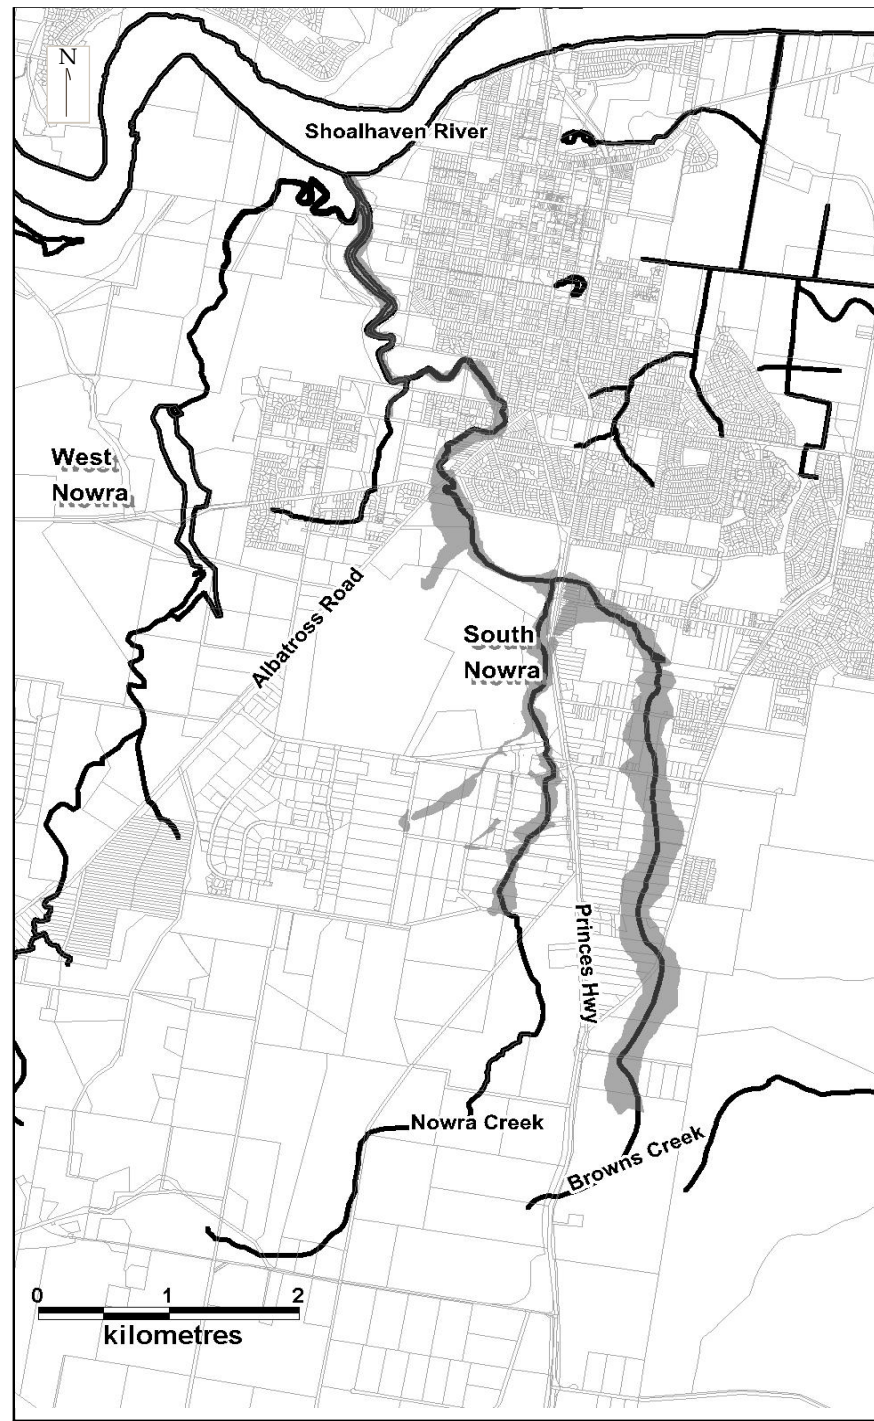 N
Shoalhaven River
West
Nowra
Albatross Road
South
Nowra
Princes Hwy
Nowra Creek
Browns Creek
0 1 2
kilometres